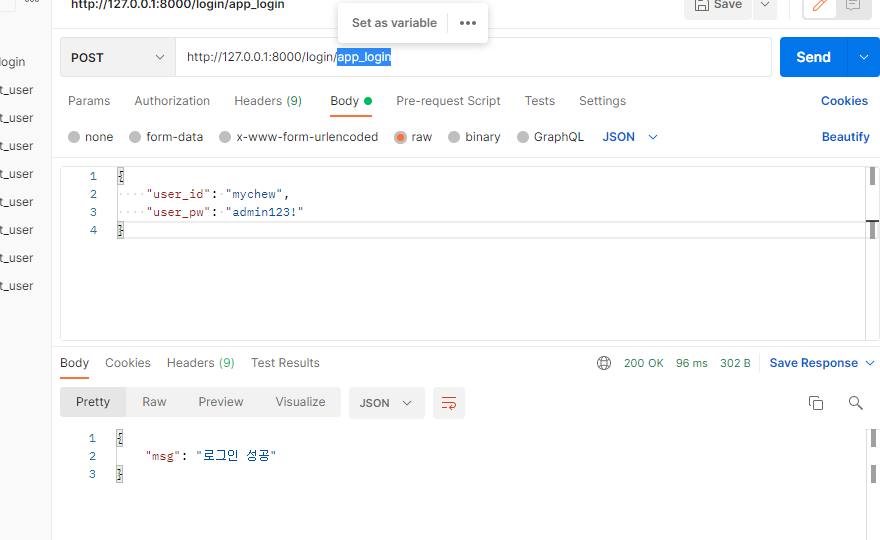 http://127.0.0.1:8000/login/app_login
Save
Set as variable
POST
http://127.0.0.1:8000/login/app_login
Send
login
t_user
t_user
t_user
t_user
t_user
t_user
t_user
t_user
Params Authorization Headers (9) Body Pre-request Script Tests Settings Cookies
none form-data x-www-form-urlencoded raw binary GraphQL JSON Beautify
1 {
2 "user_id": "mychew",
3 "user_pw": "admin123!"
4 }
Body Cookies Headers (9) Test Results 200 OK 96 ms 302 B Save Response
Pretty Raw Preview Visualize JSON
1 {
2 "msg": "로그인 성공"
3 }